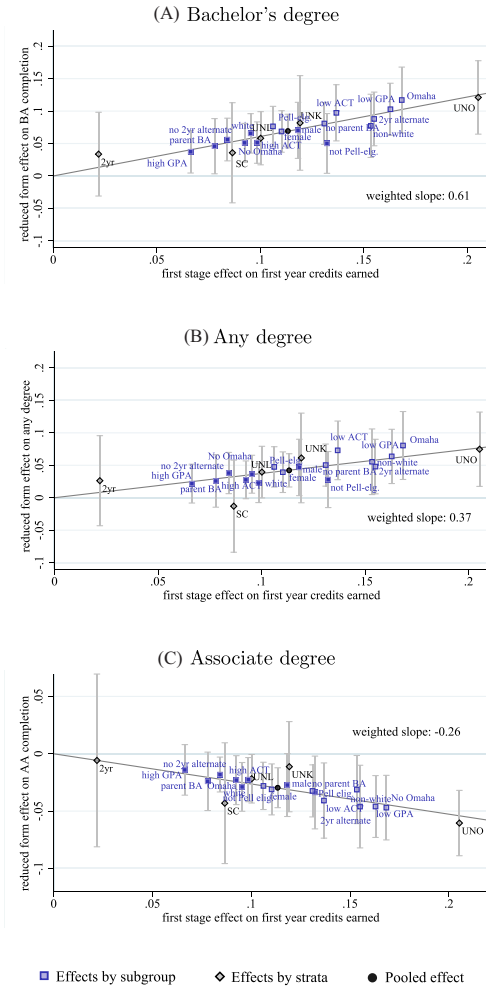 (A) Bachelor's degree
reduced form effect on BA completion
.2
.15
.1
.05
0
-.05
-.1
2yr
high GPA
no 2yr alternate
parent BA
white
UNL
SC
No Omaha
high ACT
Pell-elg.
UNK
male
female
low ACT
no parent BA
not Pell-elg.
low GPA
Omaha
2yr alternate
non-white
UNO
weighted slope: 0.61
0
.05
.1
.15
.2
first stage effect on first year credits earned
(B) Any degree
reduced form effect on any degree
.2
.15
.1
.05
0
-.05
-.1
2yr
high GPA
no 2yr alternate
No Omaha
parent BA
high ACT
UNL
white
SC
Pell-elg.
UNK
male
female
low ACT
no parent BA
not Pell-elg.
low GPA
Omaha
non-white
2yr alternate
UNO
weighted slope: 0.37
0
.05
.1
.15
.2
first stage effect on first year credits earned
(C) Associate degree
reduced form effect on AA completion
.05
0
-.05
-.1
2yr
high GPA
no 2yr alternate
parent BA
Omaha
high ACT
UNL
white
not Pell elig
SC
female
UNK
male
no parent BA
Pell elig.
low ACT
2yr alternate
non-white
low GPA
No Omaha
UNO
weighted slope: -0.26
0
.05
.1
.15
.2
first stage effect on first year credits earned
Effects by subgroup
Effects by strata
Pooled effect